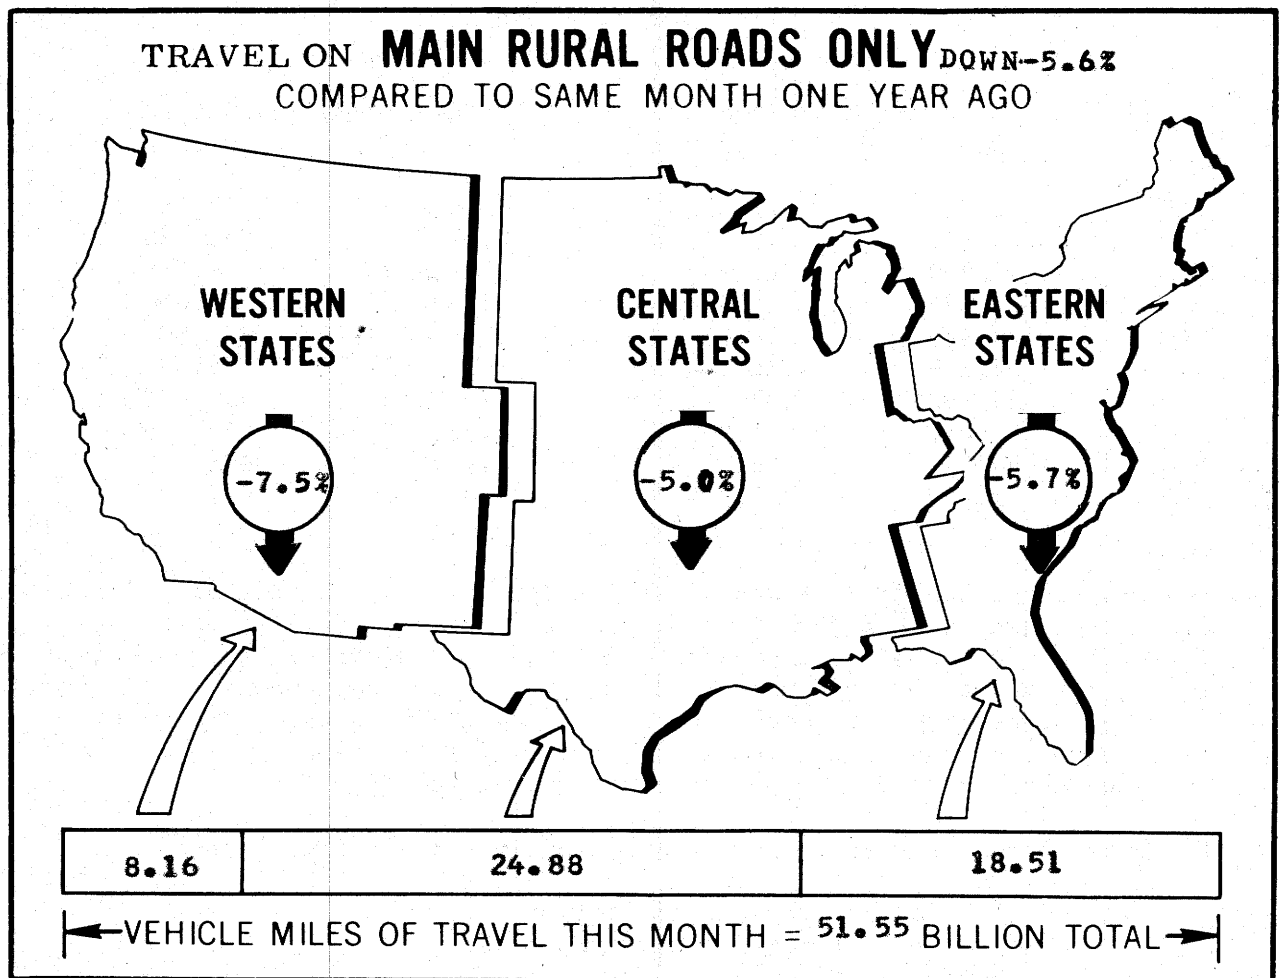 TRAVEL ON MAIN RURAL ROADS ONLY DOWN -5.6%
COMPARED TO SAME MONTH ONE YEAR AGO
WESTERN
STATES
-7.5%
CENTRAL
STATES
-5.0%
EASTERN
STATES
-5.7%
8.16
24.88
18.51
VEHICLE MILES OF TRAVEL THIS MONTH = 51.55 BILLION TOTAL